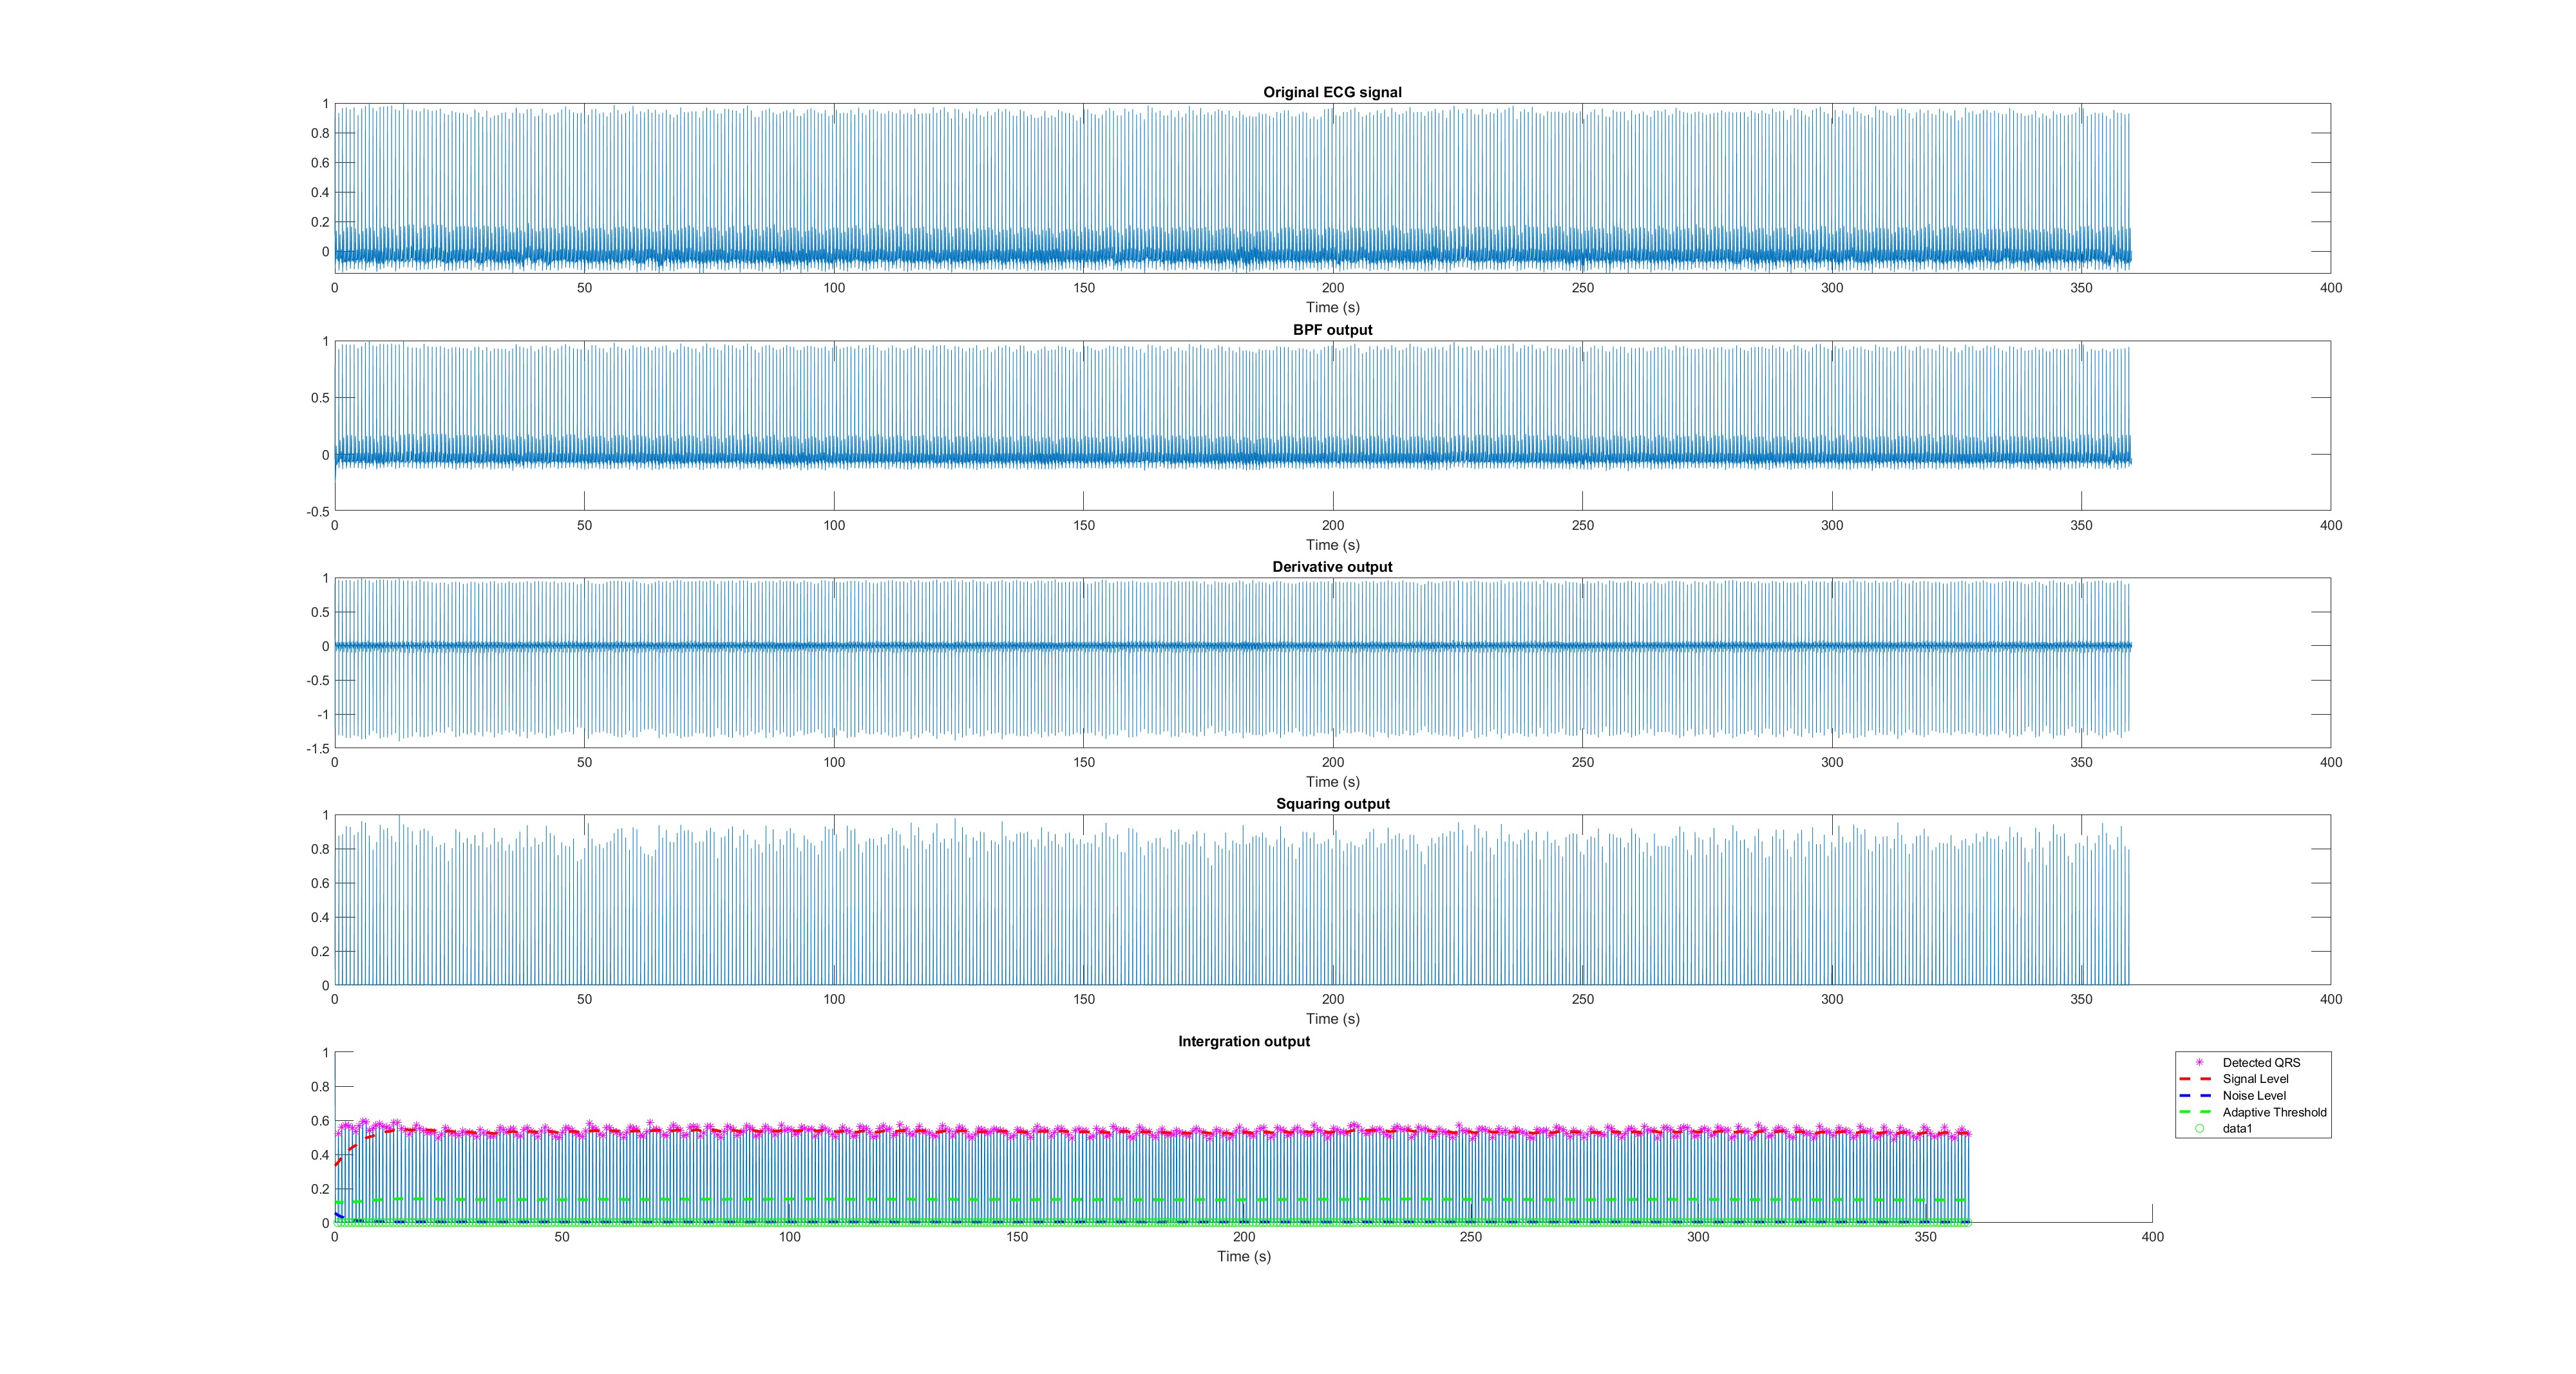 Original ECG signal
1
0.8
0.6
0.4
0.2
0
0 50 100 150 200 250 300 350 400
Time (s)
BPF output
1
0.5
0
-0.5
0 50 100 150 200 250 300 350 400
Time (s)
Derivative output
1
0.5
0
-0.5
-1
-1.5
0 50 100 150 200 250 300 350 400
Time (s)
Squaring output
1
0.8
0.6
0.4
0.2
0
0 50 100 150 200 250 300 350 400
Time (s)
Intergration output
1
0.8
0.6
0.4
0.2
0
0 50 100 150 200 250 300 350 400
Time (s)
Detected QRS
Signal Level
Noise Level
Adaptive Threshold
data1